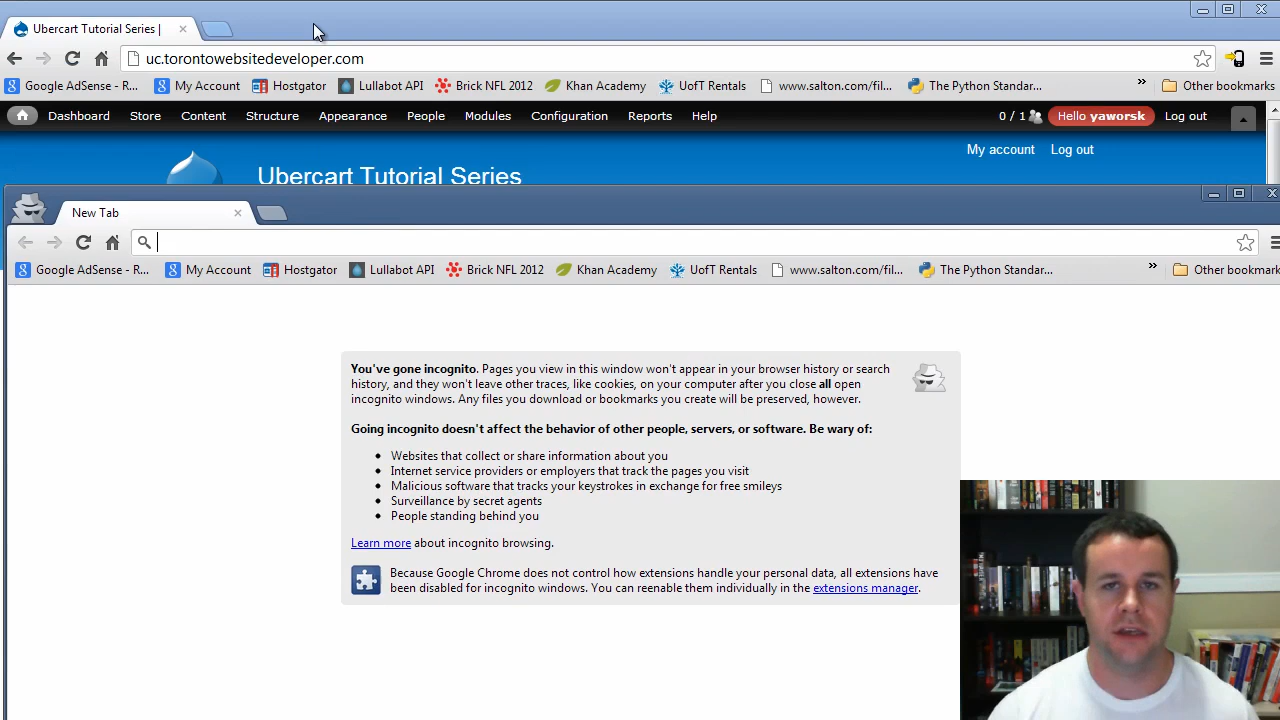 Ubercart Tutorial Series |
uc.torontowebsitedeveloper.com
Google AdSense - R... My Account Hostgator Lullabot API Brick NFL 2012 Khan Academy UofT Rentals www.salton.com/fil... The Python Standar... » Other bookmarks
Dashboard Store Content Structure Appearance People Modules Configuration Reports Help 0 / 1 Hello yaworsk Log out
My account Log out
Ubercart Tutorial Series
New Tab
Google AdSense - R... My Account Hostgator Lullabot API Brick NFL 2012 Khan Academy UofT Rentals www.salton.com/fil... The Python Standar... » Other bookmark
You've gone incognito. Pages you view in this window won't appear in your browser history or search
history, and they won't leave other traces, like cookies, on your computer after you close all open
incognito windows. Any files you download or bookmarks you create will be preserved, however.
Going incognito doesn't affect the behavior of other people, servers, or software. Be wary of:
• Websites that collect or share information about you
• Internet service providers or employers that track the pages you visit
• Malicious software that tracks your keystrokes in exchange for free smileys
• Surveillance by secret agents
• People standing behind you
Learn more about incognito browsing.
Because Google Chrome does not control how extensions handle your personal data, all extensions have
been disabled for incognito windows. You can reenable them individually in the extensions manager.